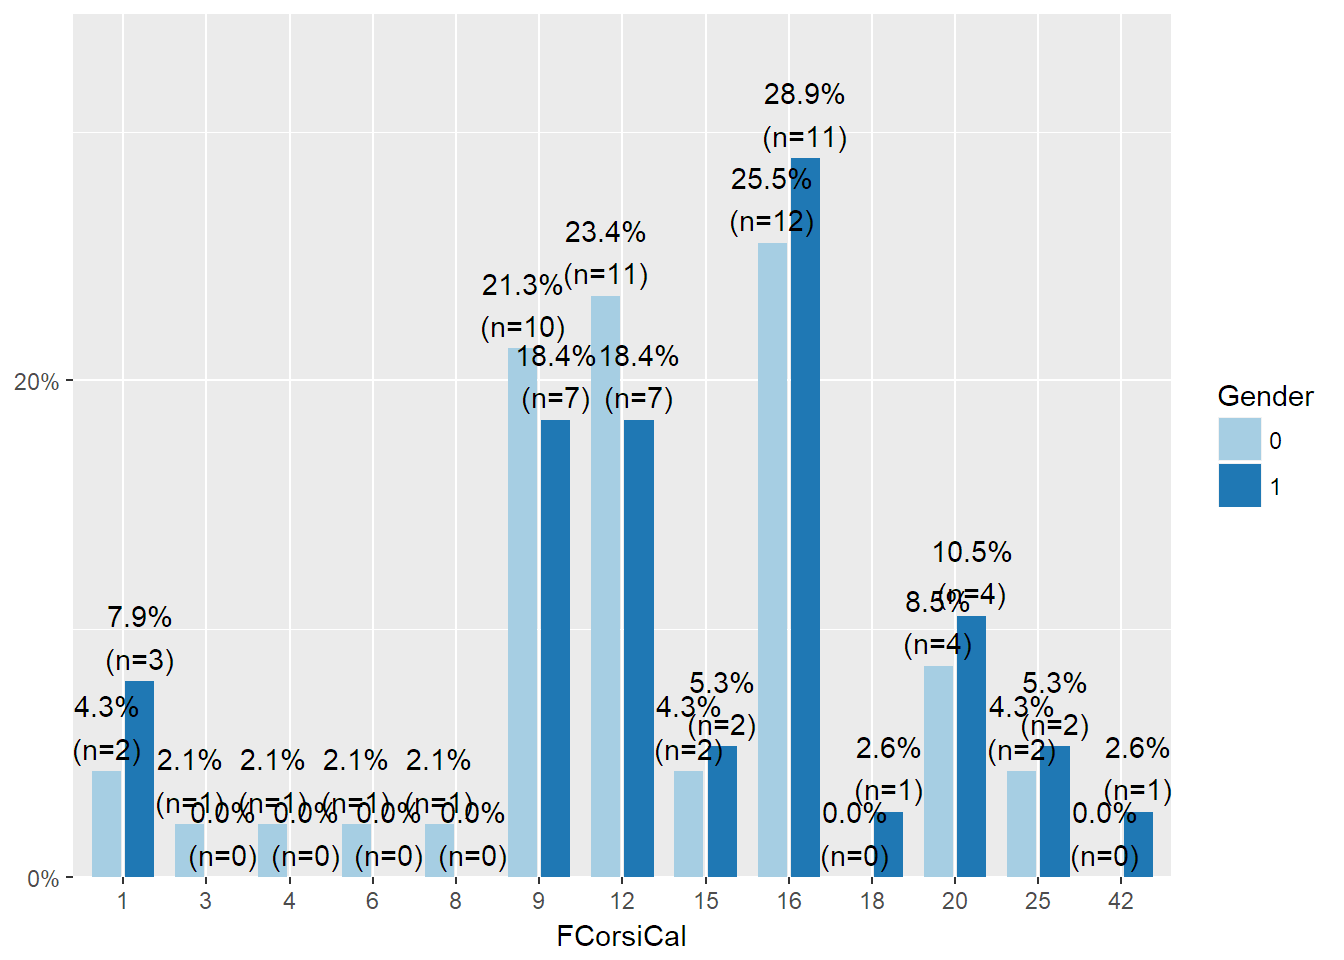 28.9%
(n=11)
25.5%
(n=12)
23.4%
(n=11)
21.3%
(n=10)
18.4%
(n=7)
18.4%
(n=7)
20%
Gender
0
1
10.5%
(n=4)
8.5%
(n=4)
7.9%
(n=3)
4.3%
(n=2)
5.3%
(n=2)
4.3%
(n=2)
5.3%
(n=2)
4.3%
(n=2)
2.1%
(n=1)
0.0%
(n=0)
2.1%
(n=1)
0.0%
(n=0)
2.1%
(n=1)
0.0%
(n=0)
2.1%
(n=1)
0.0%
(n=0)
2.6%
(n=1)
0.0%
(n=0)
2.6%
(n=1)
0.0%
(n=0)
0%
1 3 4 6 8 9 12 15 16 18 20 25 42
FCorsiCal